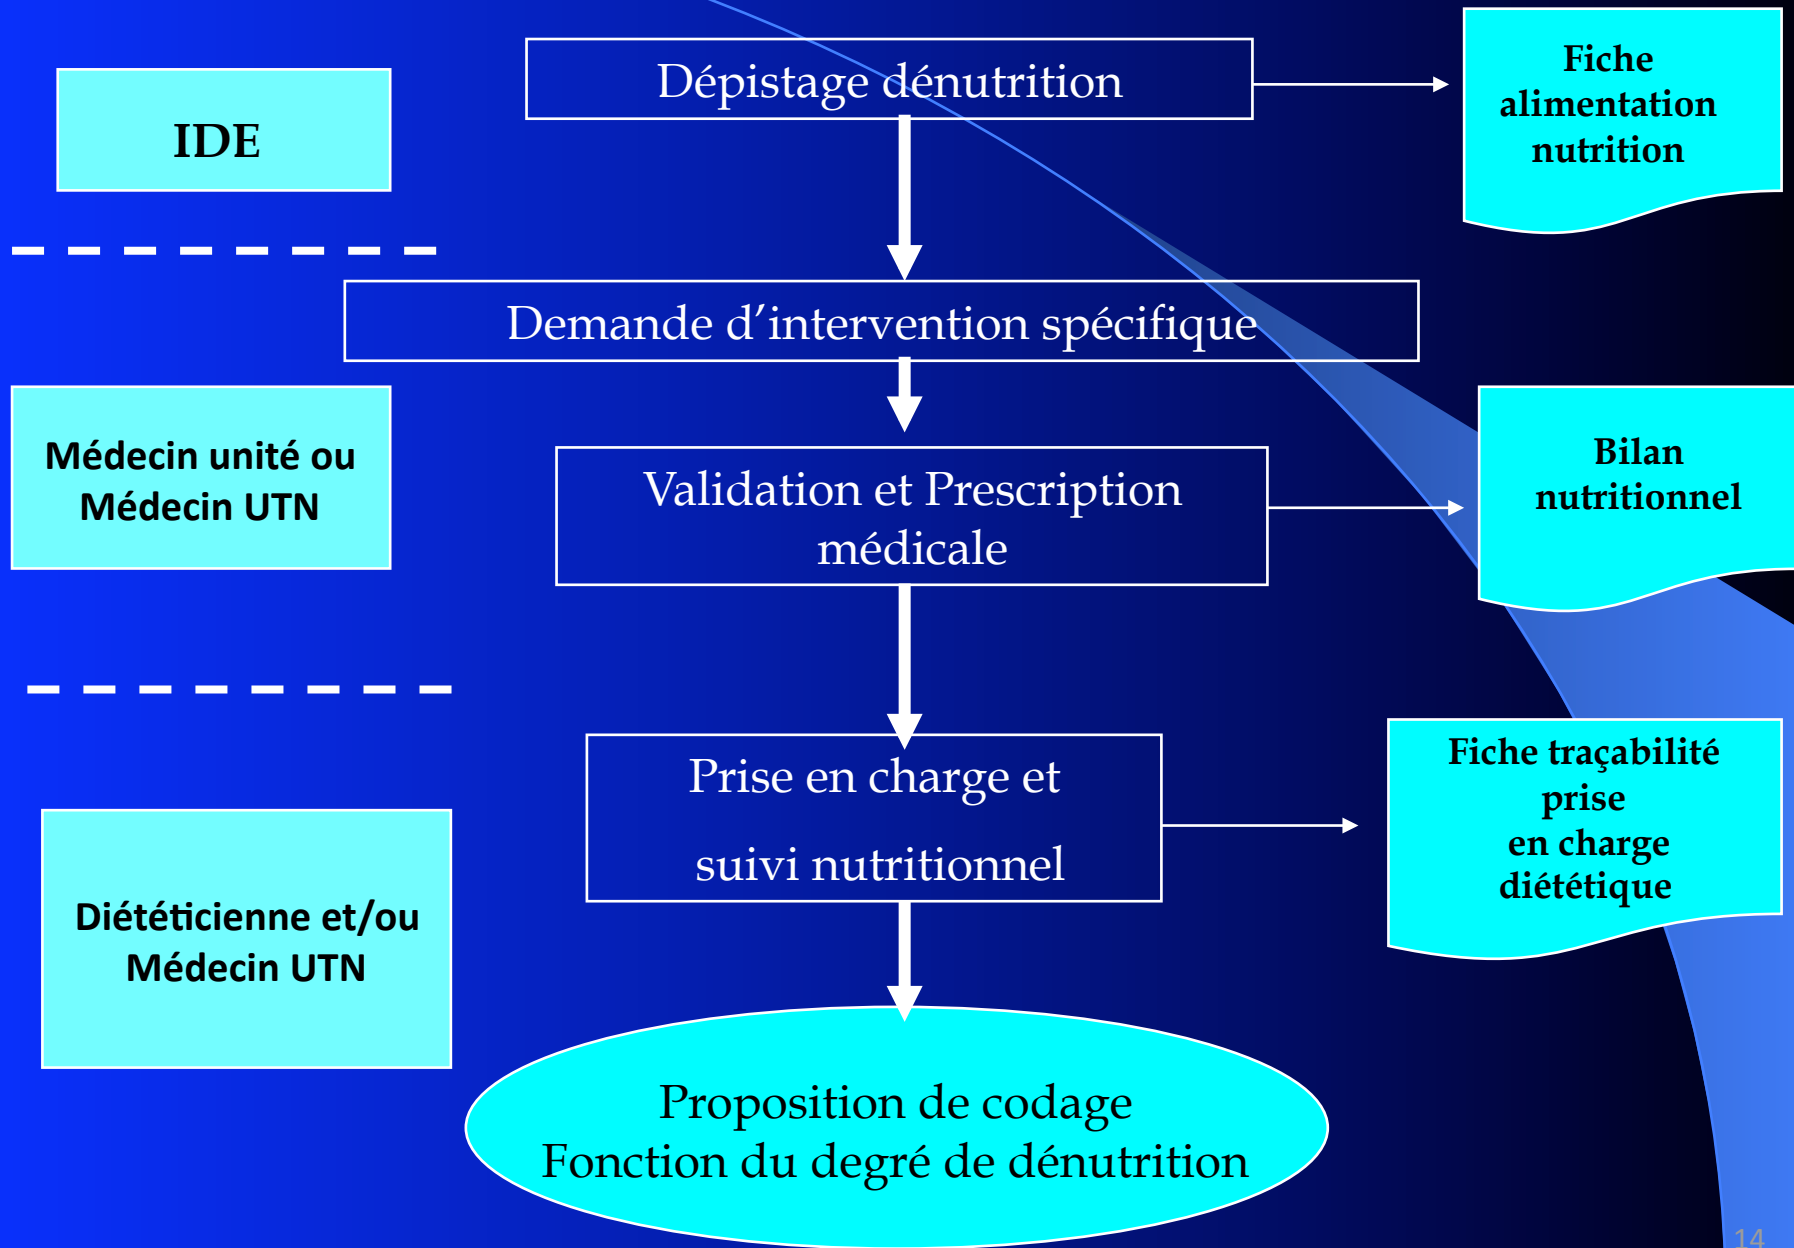 Dépistage dénutrition
Fiche
alimentation
nutrition
IDE
Demande d’intervention spécifique
Médecin unité ou
Médecin UTN
Validation et Prescription
médicale
Bilan
nutritionnel
Prise en charge et
suivi nutritionnel
Fiche traçabilité
prise
en charge
diététique
Diététicienne et/ou
Médecin UTN
Proposition de codage
Fonction du degré de dénutrition
14